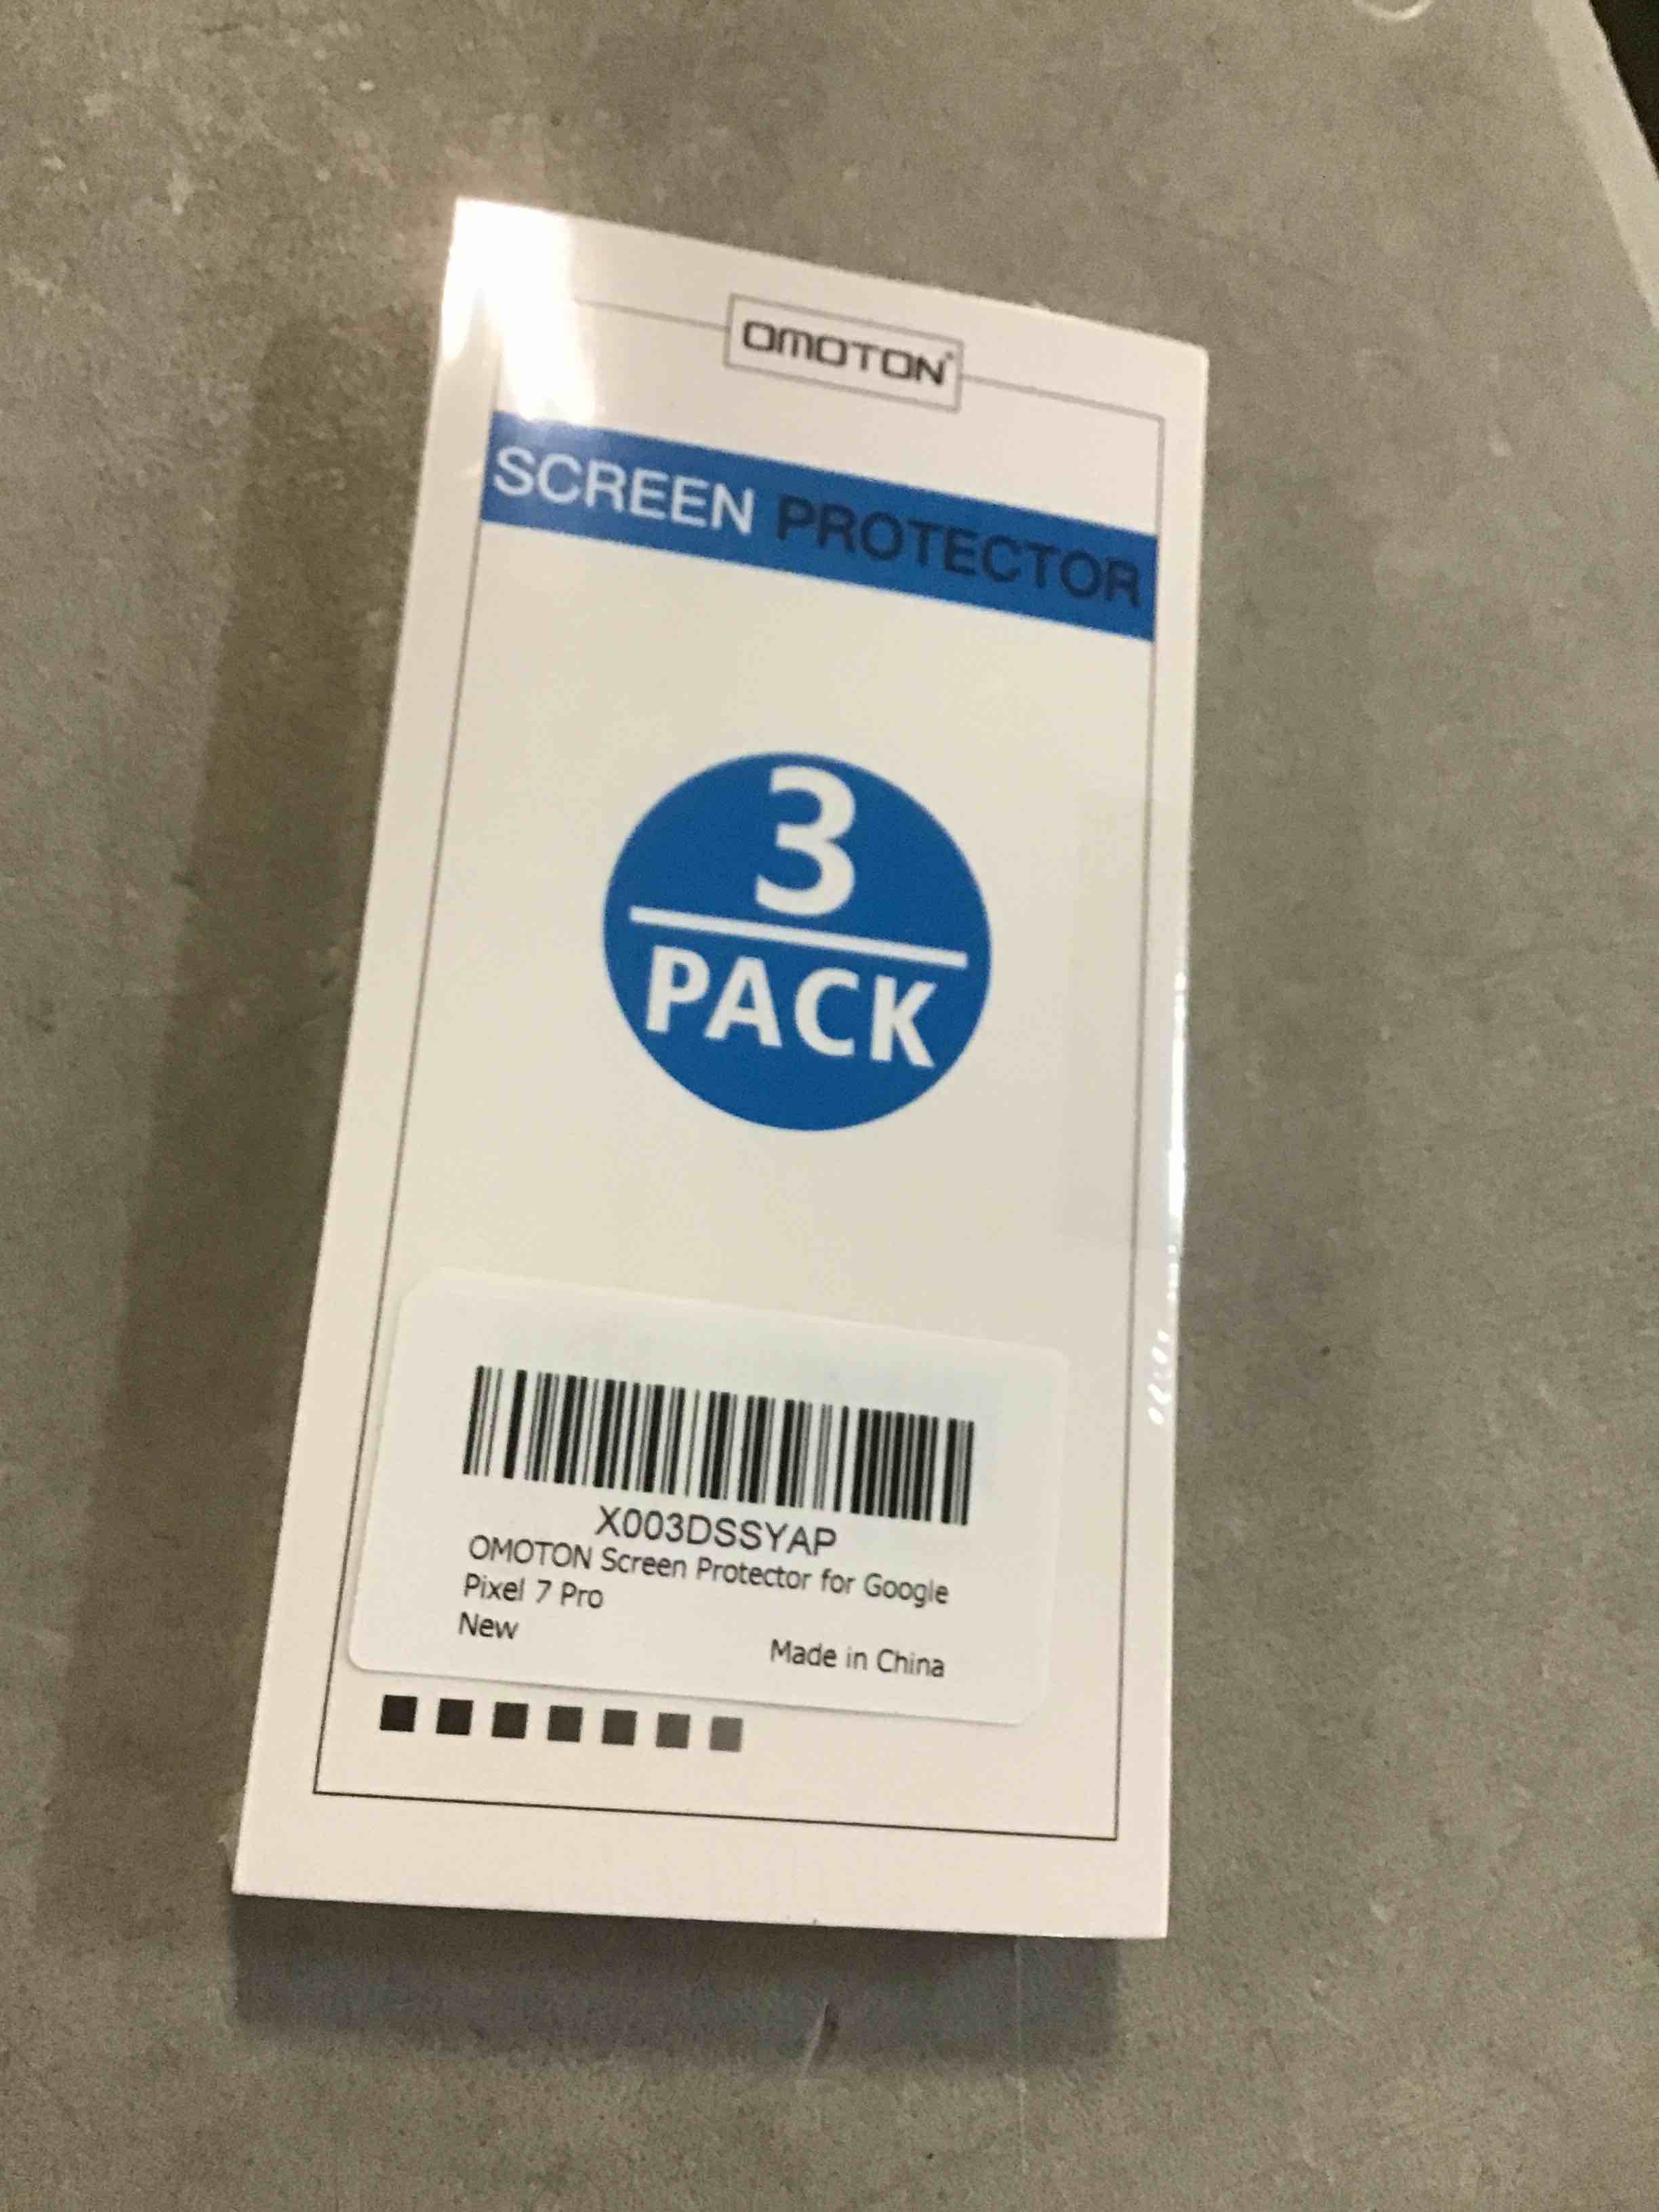 OMOTON®
SCREEN PROTECTOR
3
PACK
X003DSSYAP
OMOTON Screen Protector for Google
Pixel 7 Pro
New
Made in China